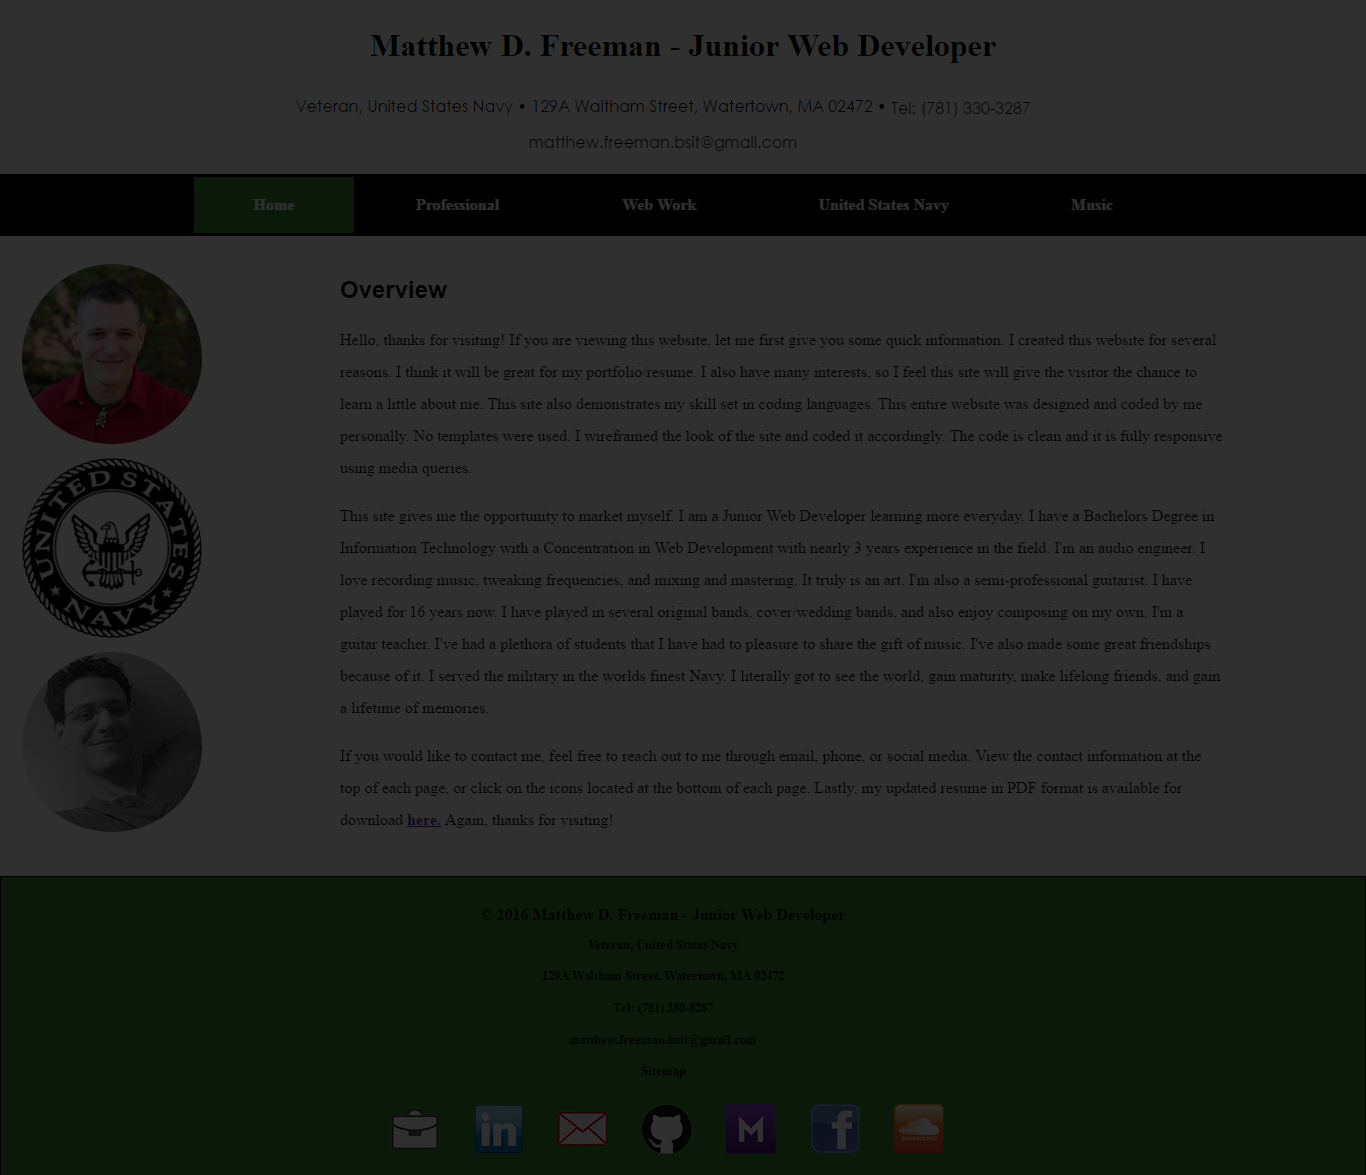 Matthew D. Freeman - Junior Web Developer
Veteran, United States Navy • 129A Waltham Street, Watertown, MA 02472 • Tel: (781) 330-3287
matthew.freeman.bsit@gmail.com
Home Professional Web Work United States Navy Music
UNITED STATES
NAVY
Overview
Hello, thanks for visiting! If you are viewing this website, let me first give you some quick information. I created this website for several
reasons. I think it will be great for my portfolio/resume. I also have many interests, so I feel this site will give the visitor the chance to
learn a little about me. This site also demonstrates my skill set in coding languages. This entire website was designed and coded by me
personally. No templates were used. I wireframed the look of the site and coded it accordingly. The code is clean and it is fully responsive
using media queries.
This site gives me the opportunity to market myself. I am a Junior Web Developer learning more everyday. I have a Bachelors Degree in
Information Technology with a Concentration in Web Development with nearly 3 years experience in the field. I'm an audio engineer. I
love recording music, tweaking frequencies, and mixing and mastering. It truly is an art. I'm also a semi-professional guitarist. I have
played for 16 years now. I have played in several original bands, cover/wedding bands, and also enjoy composing on my own. I'm a
guitar teacher. I've had a plethora of students that I have had to pleasure to share the gift of music. I've also made some great friendships
because of it. I served the military in the worlds finest Navy. I literally got to see the world, gain maturity, make lifelong friends, and gain
a lifetime of memories.
If you would like to contact me, feel free to reach out to me through email, phone, or social media. View the contact information at the
top of each page, or click on the icons located at the bottom of each page. Lastly, my updated resume in PDF format is available for
download here. Again, thanks for visiting!
© 2016 Matthew D. Freeman - Junior Web Developer
Veteran, United States Navy
129A Waltham Street, Watertown, MA 02472
Tel: (781) 330-3287
matthew.freeman.bsit@gmail.com
Sitemap
in M f SOUNDCLOUD